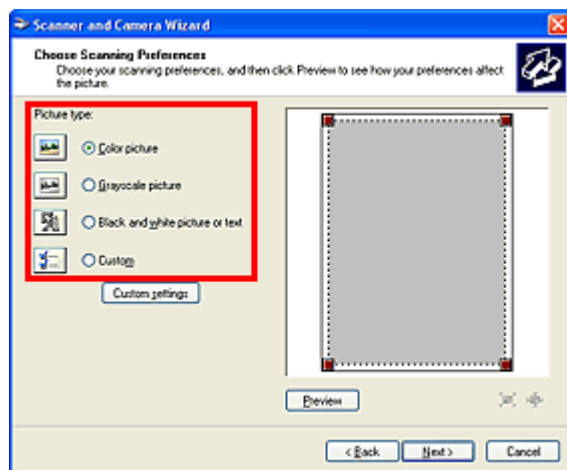 Scanner and Camera Wizard
Choose Scanning Preferences
Choose your scanning preferences, and then click Preview to see how your preferences affect
the picture.
Picture type:
Color picture
Grayscale picture
Black and white picture or text
Custom
Custom settings
Preview
< Back
Next >
Cancel